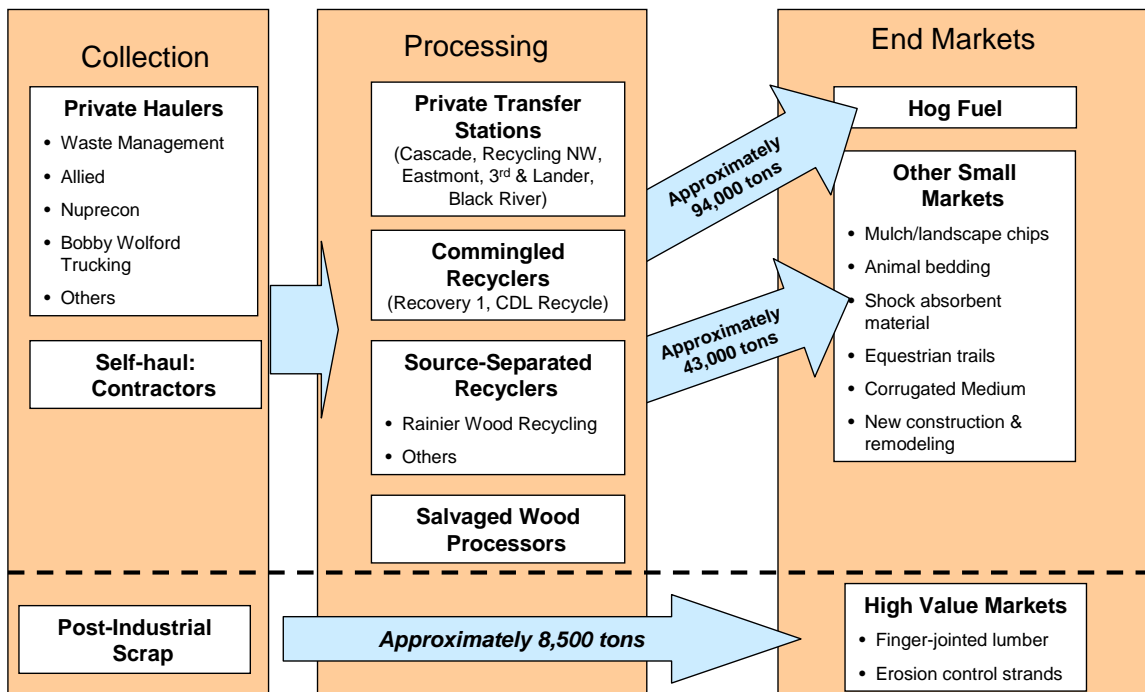 Collection
Private Haulers
• Waste Management
• Allied
• Nuprecon
• Bobby Wolford
Trucking
• Others
Self-haul:
Contractors
Post-Industrial
Scrap
Processing
Private Transfer
Stations
(Cascade, Recycling NW,
Eastmont, 3rd & Lander,
Black River)
Commingled
Recyclers
(Recovery 1, CDL Recycle)
Source-Separated
Recyclers
• Rainier Wood Recycling
• Others
Salvaged Wood
Processors
Approximately
94,000 tons
Approximately
43,000 tons
Approximately 8,500 tons
End Markets
Hog Fuel
Other Small
Markets
• Mulch/landscape chips
• Animal bedding
• Shock absorbent
material
• Equestrian trails
• Corrugated Medium
• New construction &
remodeling
High Value Markets
• Finger-jointed lumber
• Erosion control strands